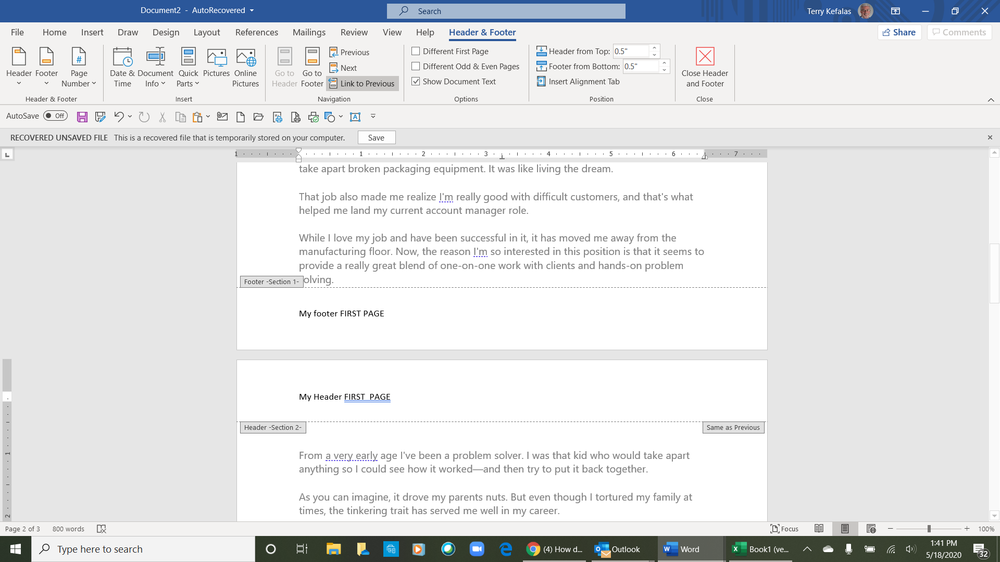 Document2 - AutoRecovered
Search
Terry Kefalas
File Home Insert Draw Design Layout References Mailings Review View Help Header & Footer
Share Comments
Header
Footer
Page Number
Header & Footer
Date & Time
Document Info
Quick Parts
Pictures
Online Pictures
Insert
Go to Header
Go to Footer
Previous
Next
Link to Previous
Navigation
Different First Page
Different Odd & Even Pages
Show Document Text
Options
Header from Top: 0.5"
Footer from Bottom: 0.5"
Insert Alignment Tab
Position
Close Header and Footer
Close
AutoSave Off
RECOVERED UNSAVED FILE This is a recovered file that is temporarily stored on your computer. Save
1 1 2 3 4 5 6 7
take apart broken packaging equipment. It was like living the dream.
That job also made me realize I'm really good with difficult customers, and that's what
helped me land my current account manager role.
While I love my job and have been successful in it, it has moved me away from the
manufacturing floor. Now, the reason I'm so interested in this position is that it seems to
provide a really great blend of one-on-one work with clients and hands-on problem
olving.
Footer -Section 1-
My footer FIRST PAGE
My Header FIRST PAGE
Header -Section 2-
Same as Previous
From a very early age I've been a problem solver. I was that kid who would take apart
anything so I could see how it worked—and then try to put it back together.
As you can imagine, it drove my parents nuts. But even though I tortured my family at
times, the tinkering trait has served me well in my career.
1
2
Page 2 of 3 800 words
Focus 100%
Type here to search
(4) How d...
Outlook
Word
Book1 (ve...
1:41 PM
5/18/2020
32